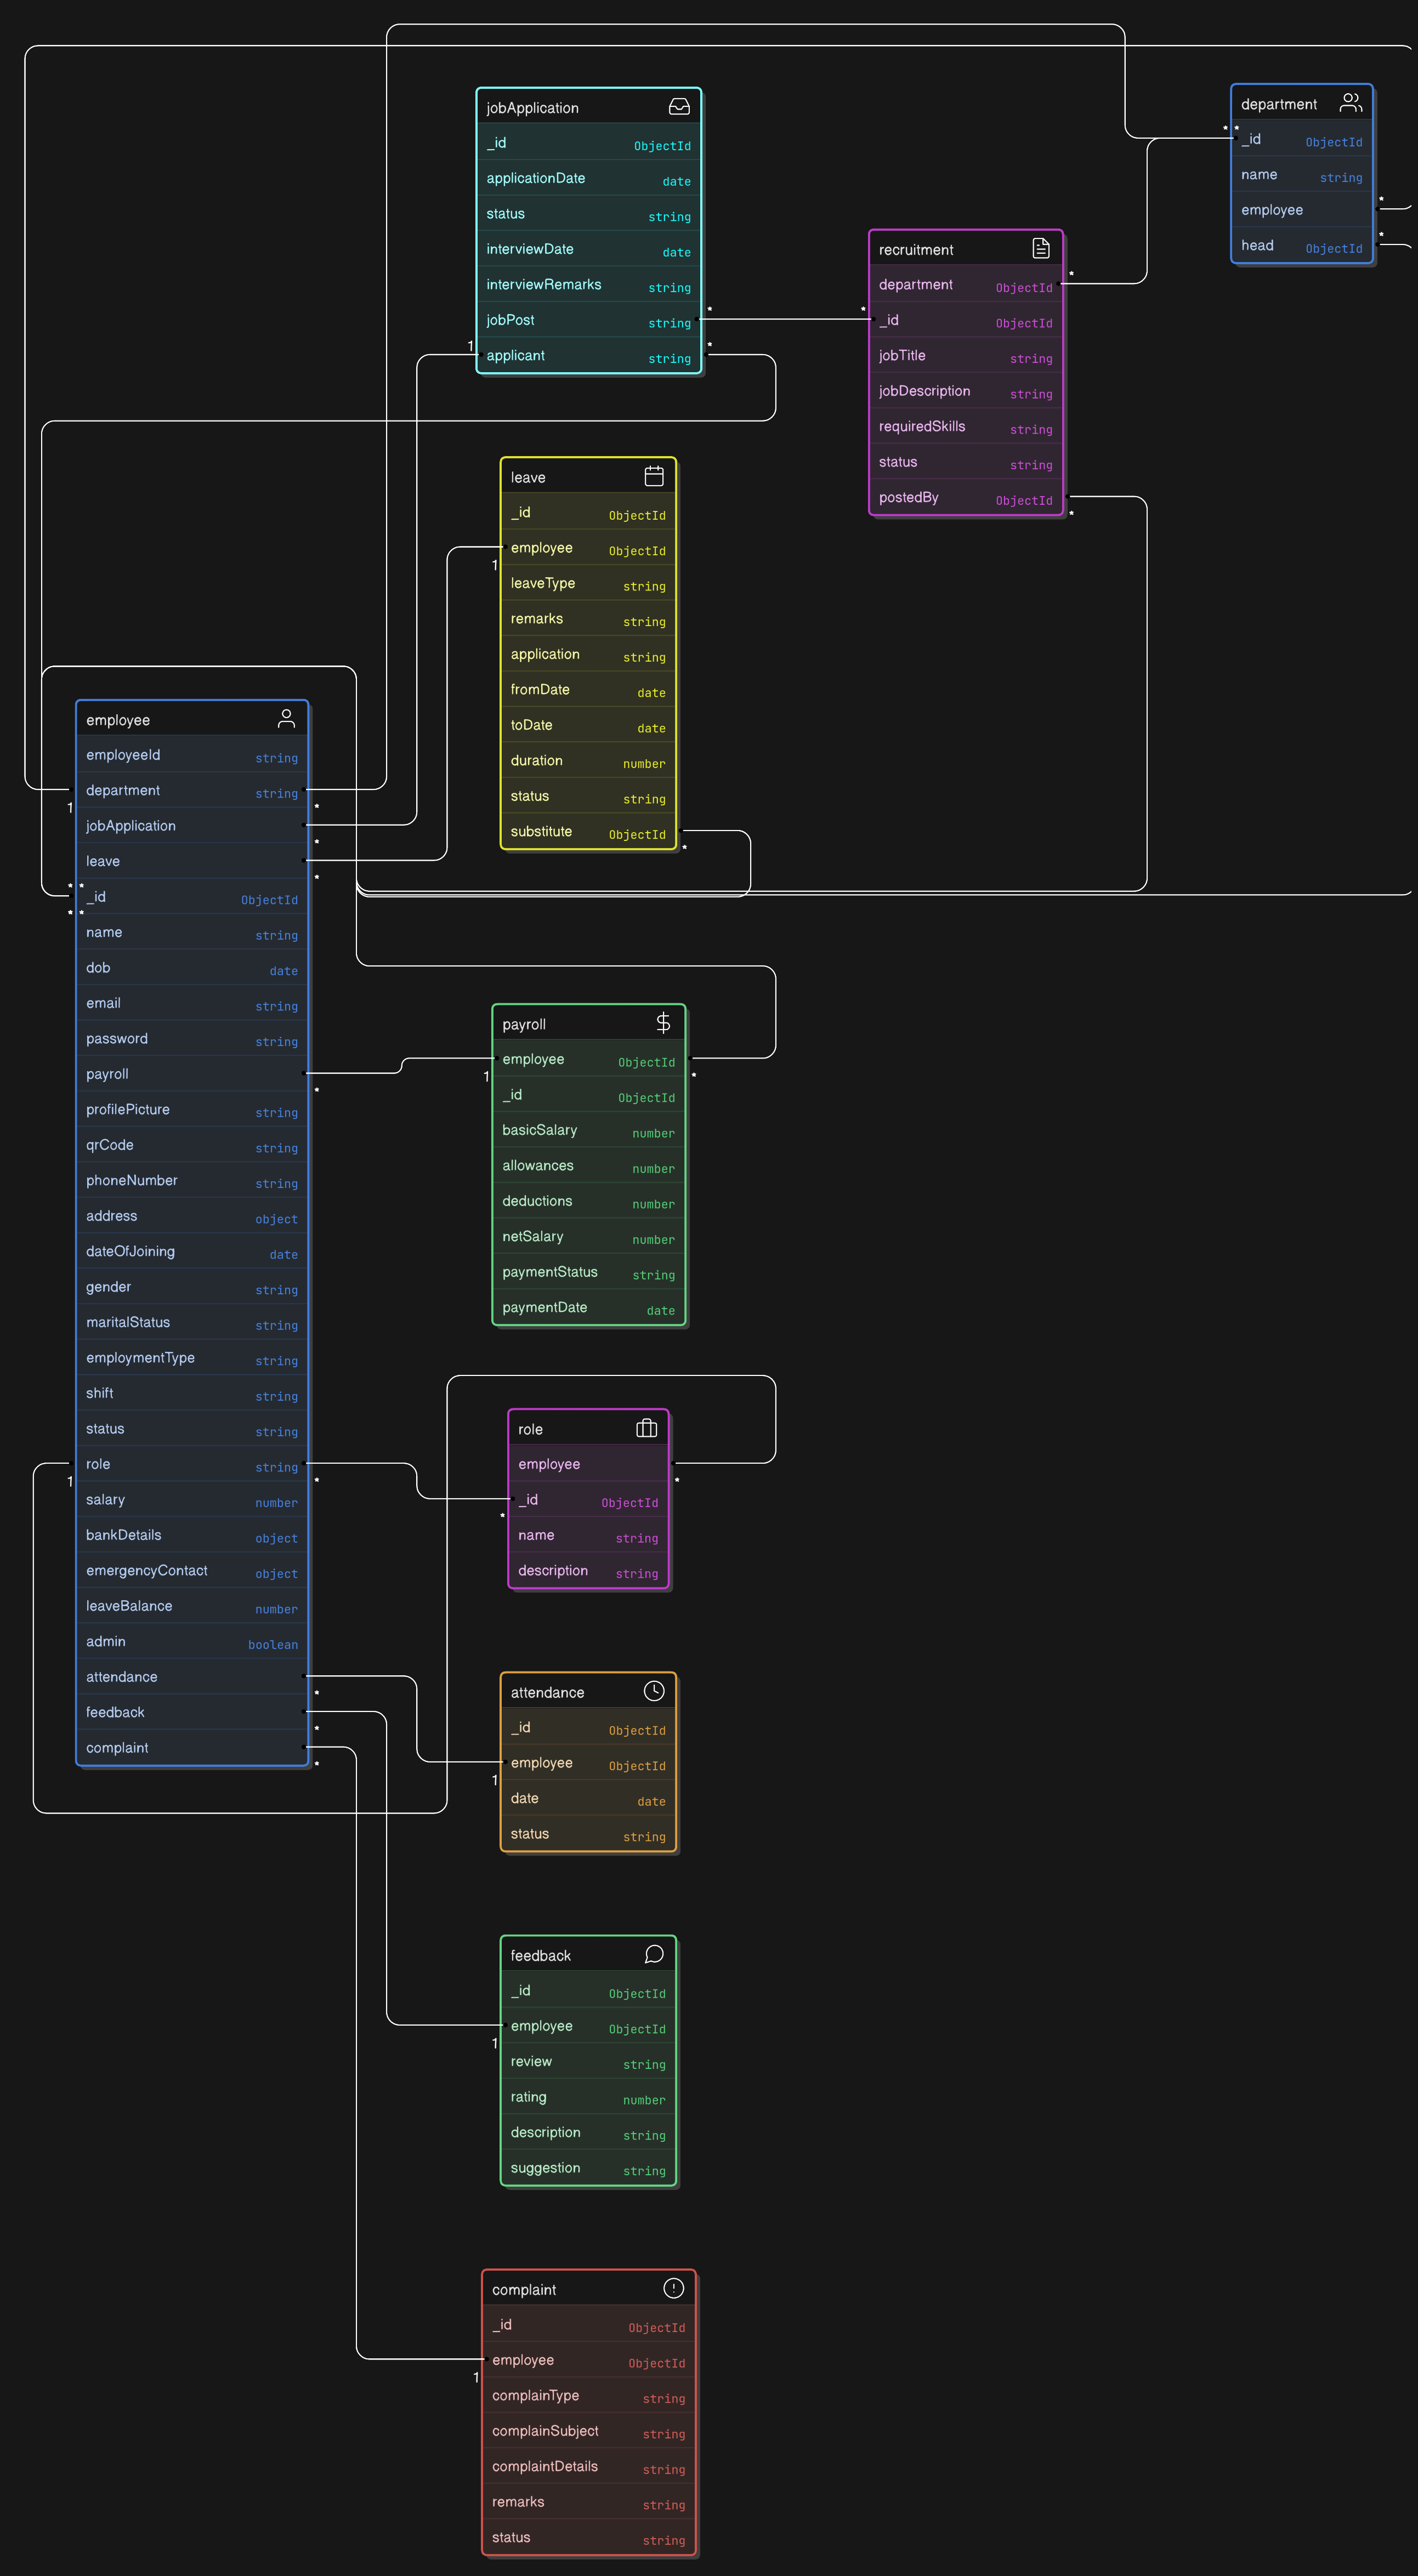 jobApplication
_id ObjectId
applicationDate date
status string
interviewDate date
interviewRemarks string
jobPost string *
1 applicant string *
department
* * _id ObjectId
name string
employee *
head ObjectId *
recruitment
department ObjectId *
* _id ObjectId
jobTitle string
jobDescription string
requiredSkills string
status string
postedBy ObjectId *
leave
_id ObjectId
1 employee ObjectId
leaveType string
remarks string
application string
fromDate date
toDate date
duration number
status string
substitute ObjectId *
employee
employeeId string
1 department string *
jobApplication *
leave *
* * * * _id ObjectId
name string
dob date
email string
password string
payroll *
profilePicture string
qrCode string
phoneNumber string
address object
dateOfJoining date
gender string
maritalStatus string
employmentType string
shift string
status string
1 role string *
salary number
bankDetails object
emergencyContact object
leaveBalance number
admin boolean
attendance *
feedback *
complaint *
payroll $
1 employee ObjectId *
_id ObjectId
basicSalary number
allowances number
deductions number
netSalary number
paymentStatus string
paymentDate date
role
employee *
* _id ObjectId
name string
description string
attendance
_id ObjectId
1 employee ObjectId
date date
status string
feedback
_id ObjectId
1 employee ObjectId
review string
rating number
description string
suggestion string
complaint
_id ObjectId
1 employee ObjectId
complainType string
complainSubject string
complaintDetails string
remarks string
status string